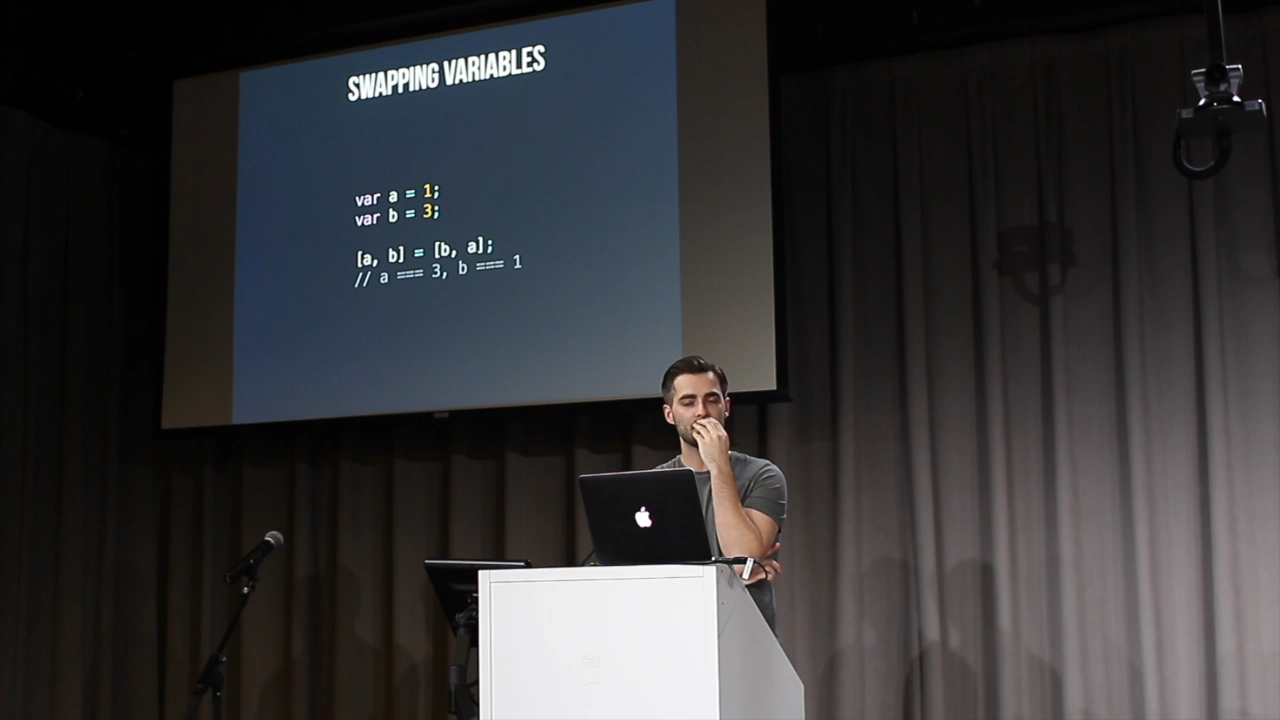 SWAPPING VARIABLES
var a = 1;
var b = 3;
[a, b] = [b, a];
// a === 3, b === 1